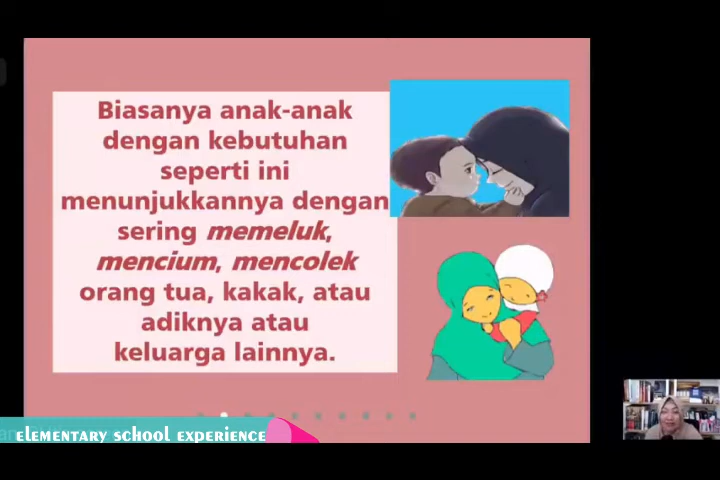 Biasanya anak-anak
dengan kebutuhan
seperti ini
menunjukkannya dengan
sering memeluk,
mencium, mencolek
orang tua, kakak, atau
adiknya atau
keluarga lainnya.
ELEMENTARY SCHOOL EXPERIENCE